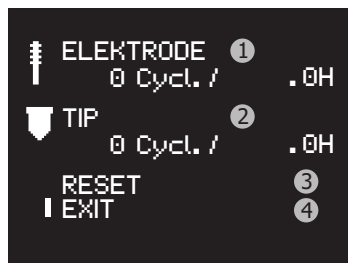 ELEKTRODE 1
0 Cycl. / .0H
TIP 2
0 Cycl. / .0H
RESET 3
EXIT 4